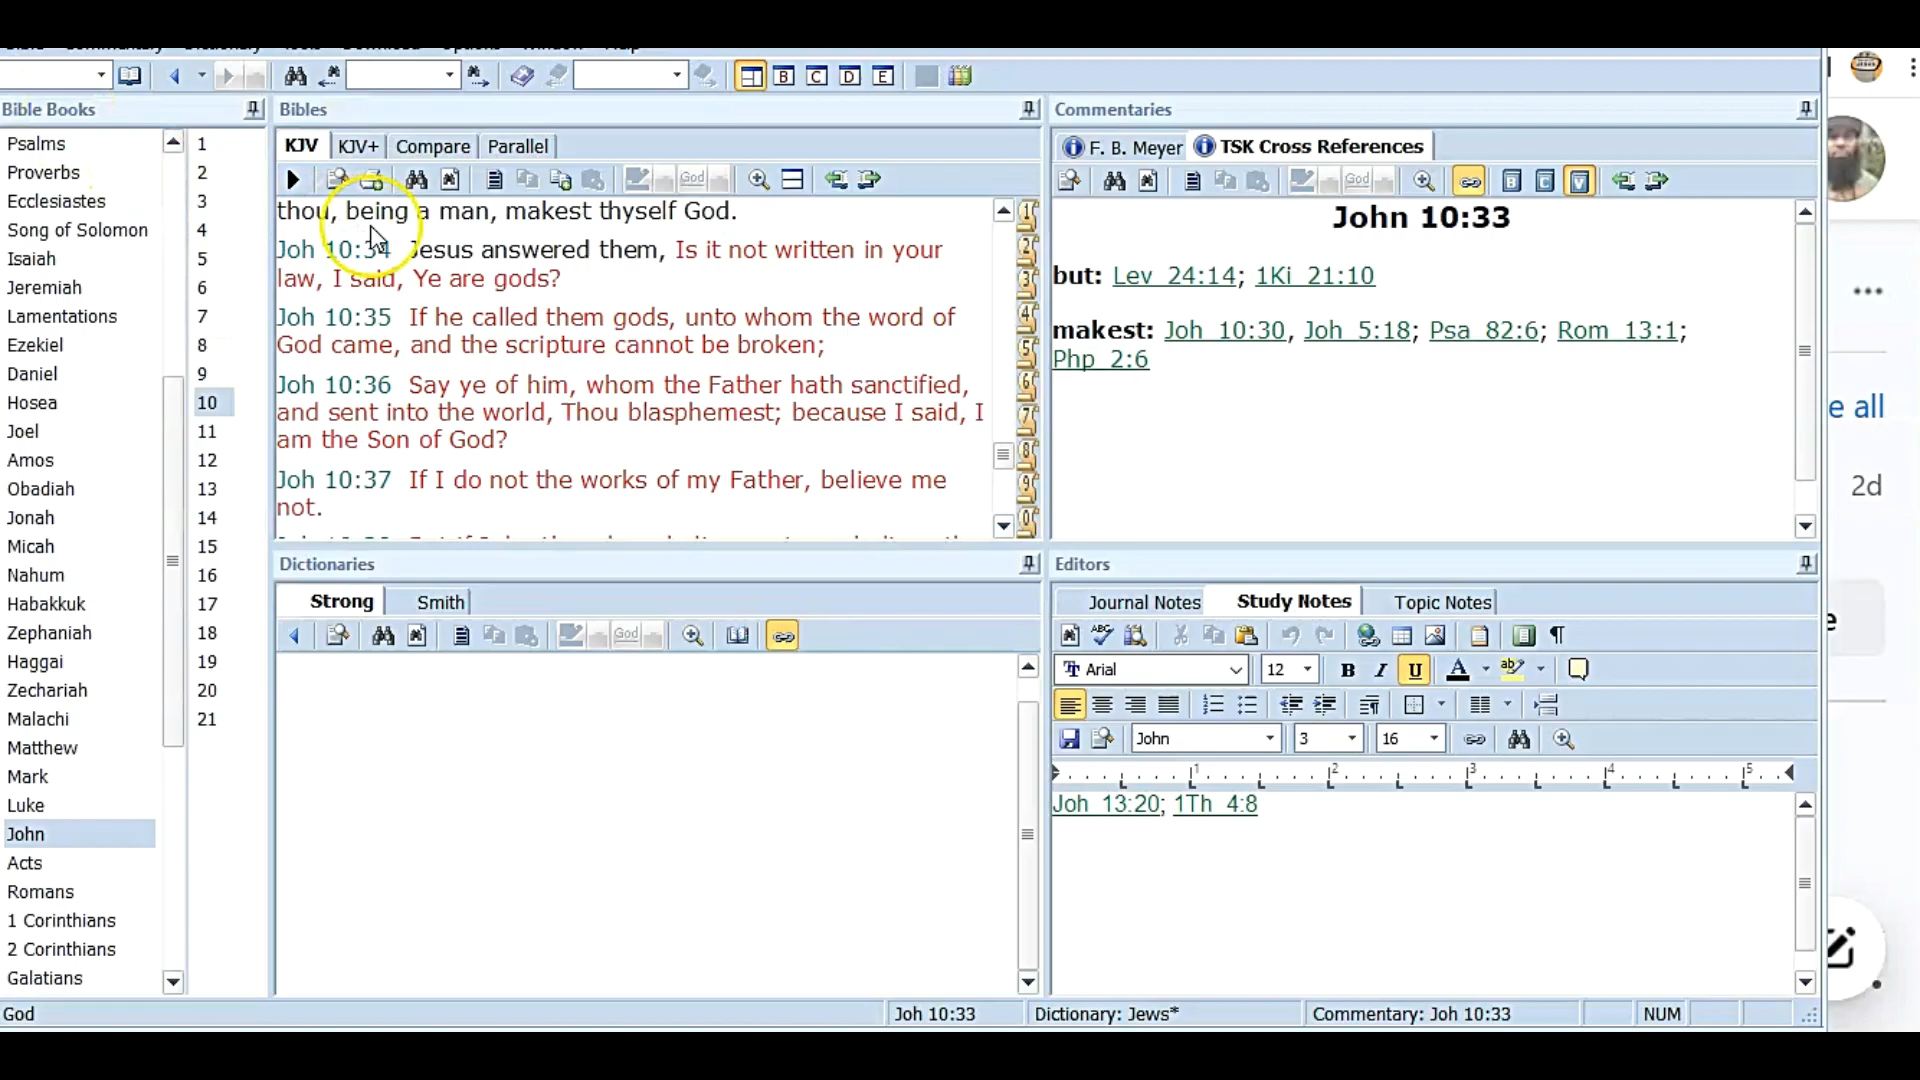 Bible Books
Psalms
Proverbs
Ecclesiastes
Song of Solomon
Isaiah
Jeremiah
Lamentations
Ezekiel
Daniel
Hosea
Joel
Amos
Obadiah
Jonah
Micah
Nahum
Habakkuk
Zephaniah
Haggai
Zechariah
Malachi
Matthew
Mark
Luke
John
Acts
Romans
1 Corinthians
2 Corinthians
Galatians
1
2
3
4
5
6
7
8
9
10
11
12
13
14
15
16
17
18
19
20
21
B C D E
Bibles
KJV KJV+ Compare Parallel
God
thou, being a man, makest thyself God.
Joh 10:34 Jesus answered them, Is it not written in your
law, I said, Ye are gods?
Joh 10:35 If he called them gods, unto whom the word of
God came, and the scripture cannot be broken;
Joh 10:36 Say ye of him, whom the Father hath sanctified,
and sent into the world, Thou blasphemest; because I said, I
am the Son of God?
Joh 10:37 If I do not the works of my Father, believe me
not.
Commentaries
F. B. Meyer TSK Cross References
God B C V
John 10:33
but: Lev 24:14; 1Ki 21:10
makest: Joh 10:30, Joh 5:18; Psa 82:6; Rom 13:1;
Php 2:6
Dictionaries
Strong Smith
God
Editors
Journal Notes Study Notes Topic Notes
ABC
Arial 12 B I U A ab
John 3 16
1 2 3 4 5
Joh 13:20; 1Th 4:8
e all
2d
e
God Joh 10:33 Dictionary: Jews* Commentary: Joh 10:33 NUM